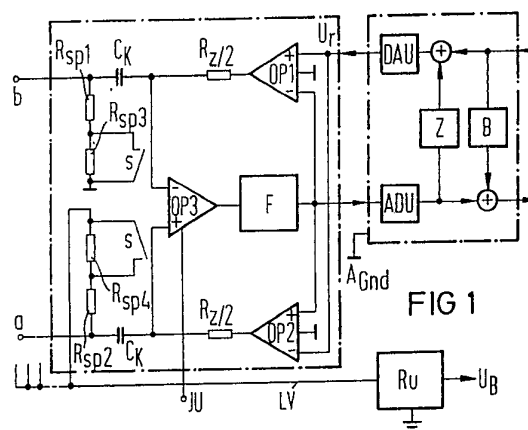 Rsp1 CK RZ/2 OP1 + - Ur DAU +
b
Rsp3 S
Z B
- OP3 + F ADU +
S
AGnd
Rsp4 FIG 1
RZ/2 + OP2 -
a
Rsp2 CK
JU LV Ru UB